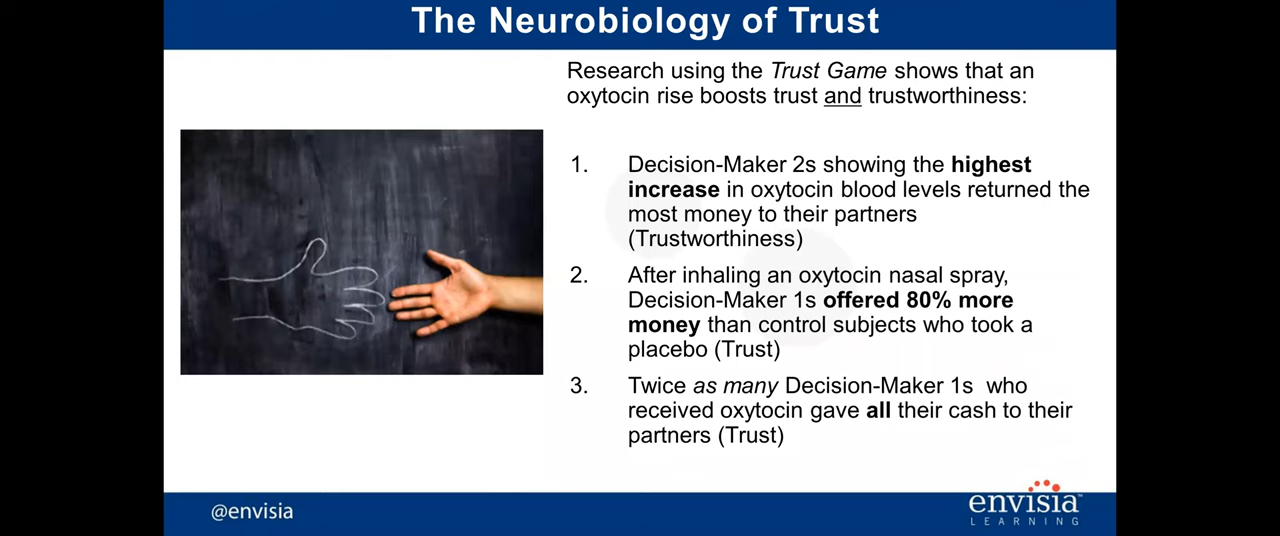 The Neurobiology of Trust
Research using the Trust Game shows that an
oxytocin rise boosts trust and trustworthiness:
1. Decision-Maker 2s showing the highest
increase in oxytocin blood levels returned the
most money to their partners
(Trustworthiness)
2. After inhaling an oxytocin nasal spray,
Decision-Maker 1s offered 80% more
money than control subjects who took a
placebo (Trust)
3. Twice as many Decision-Maker 1s who
received oxytocin gave all their cash to their
partners (Trust)
@envisia
envisia™
LEARNING